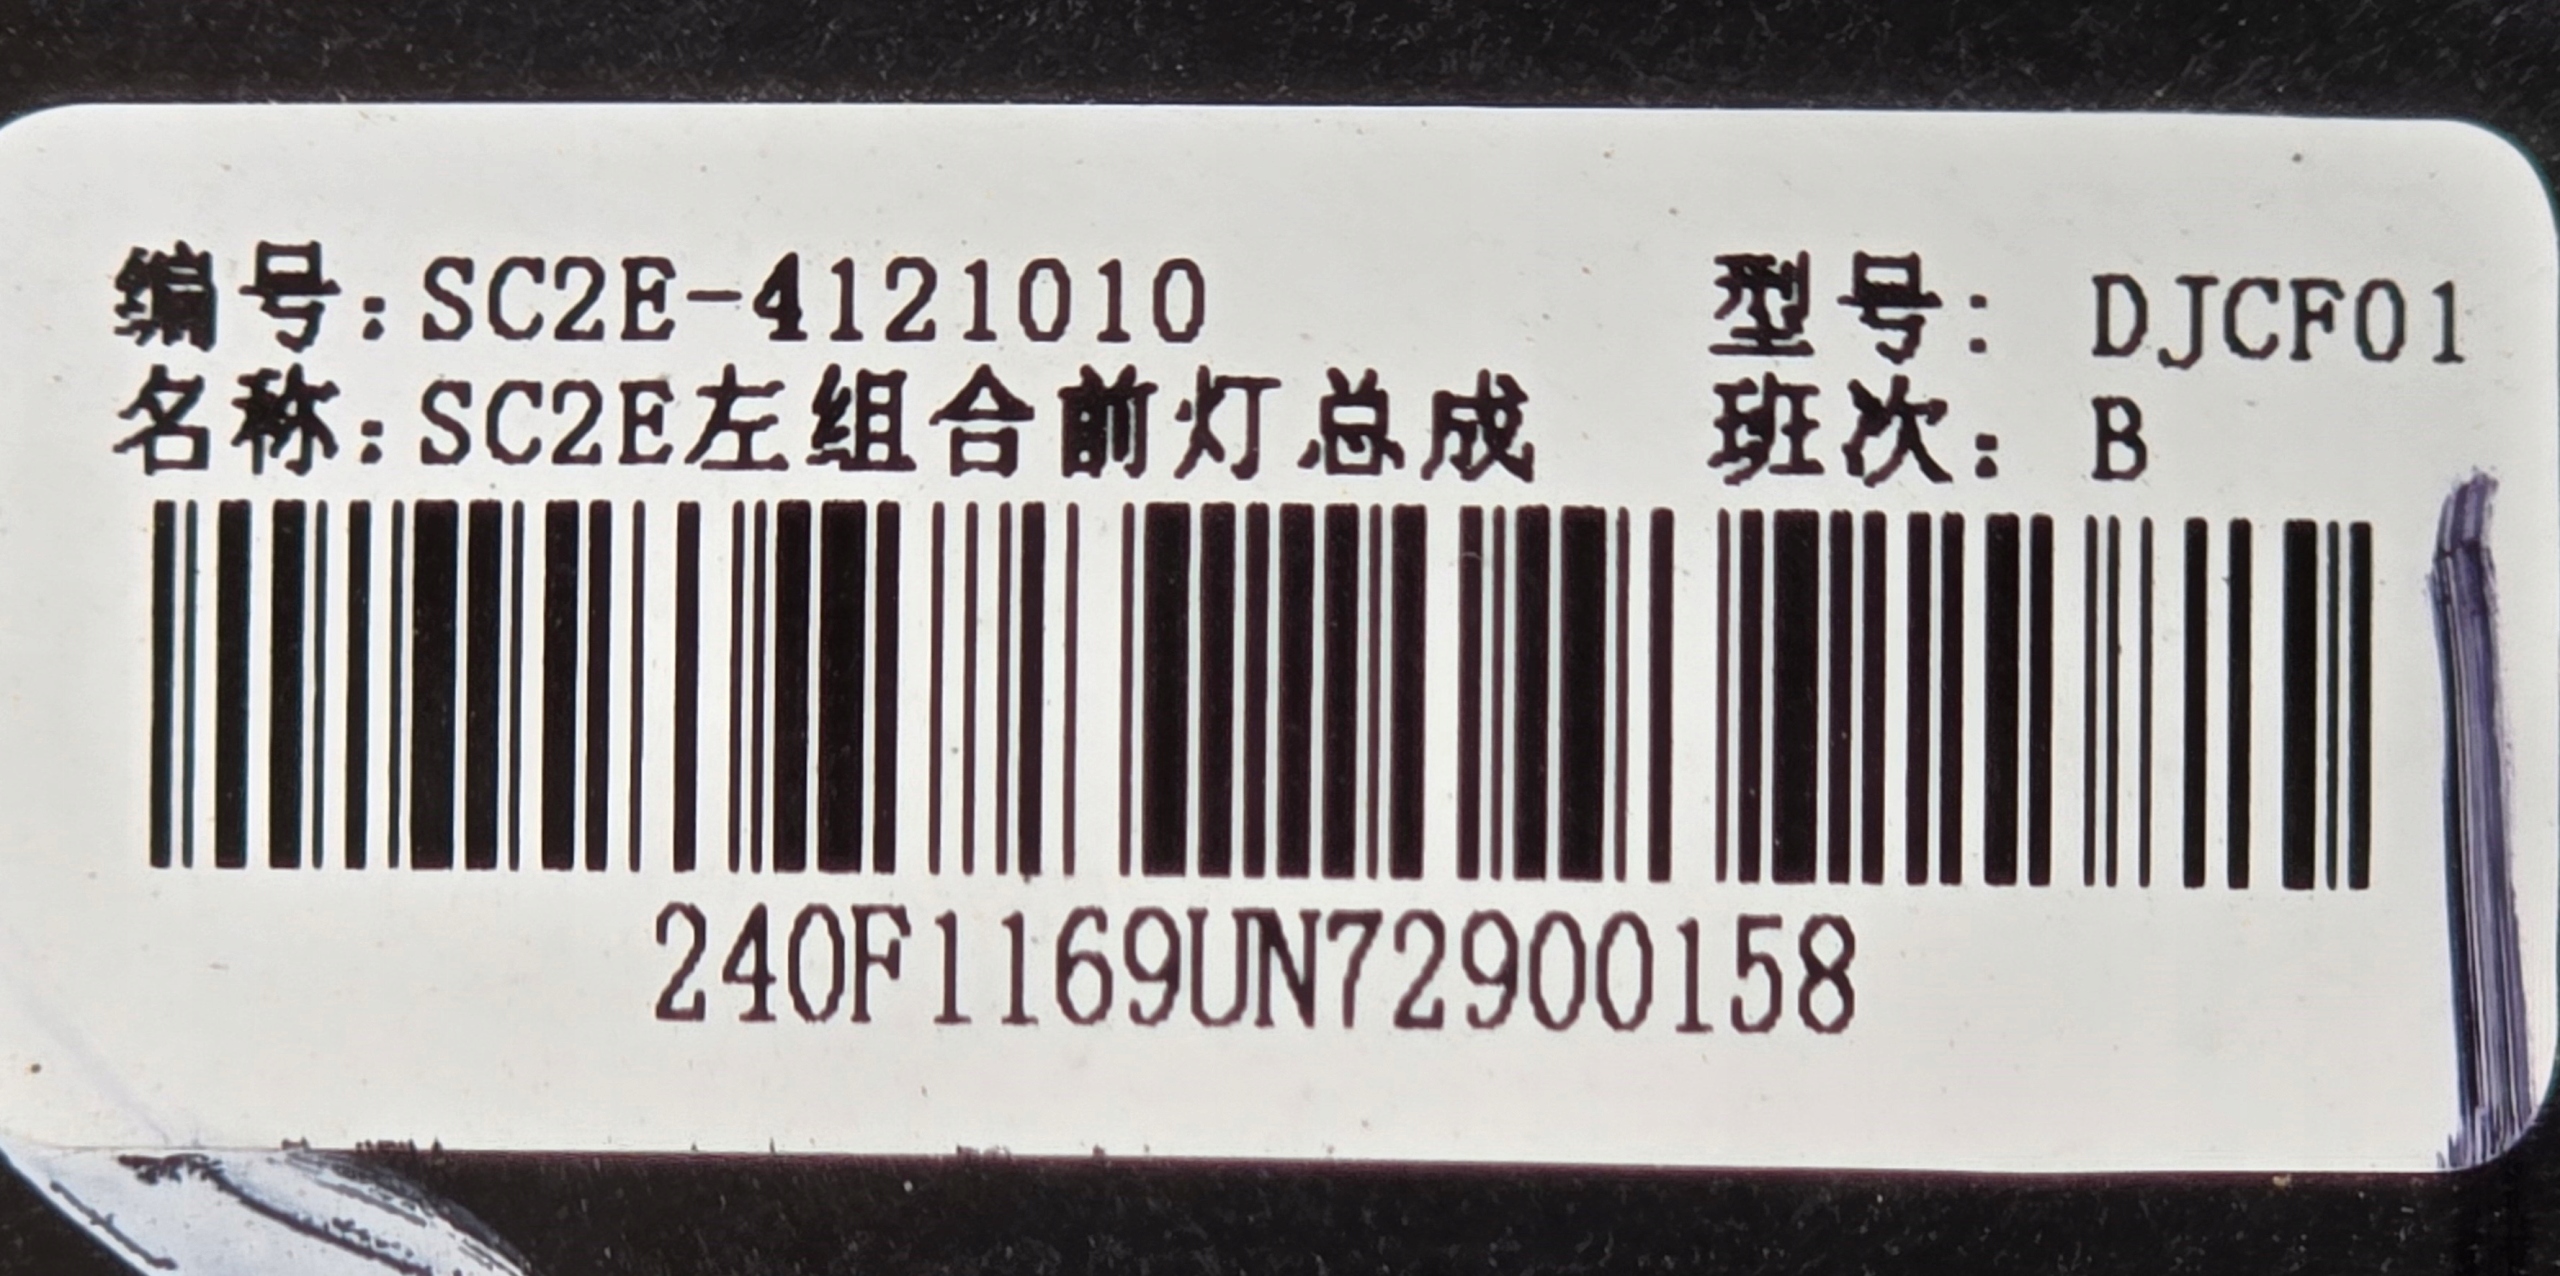 编号:SC2E-4121010 型号: DJCF01
名称:SC2E左组合前灯总成 班次: B
240F1169UN72900158